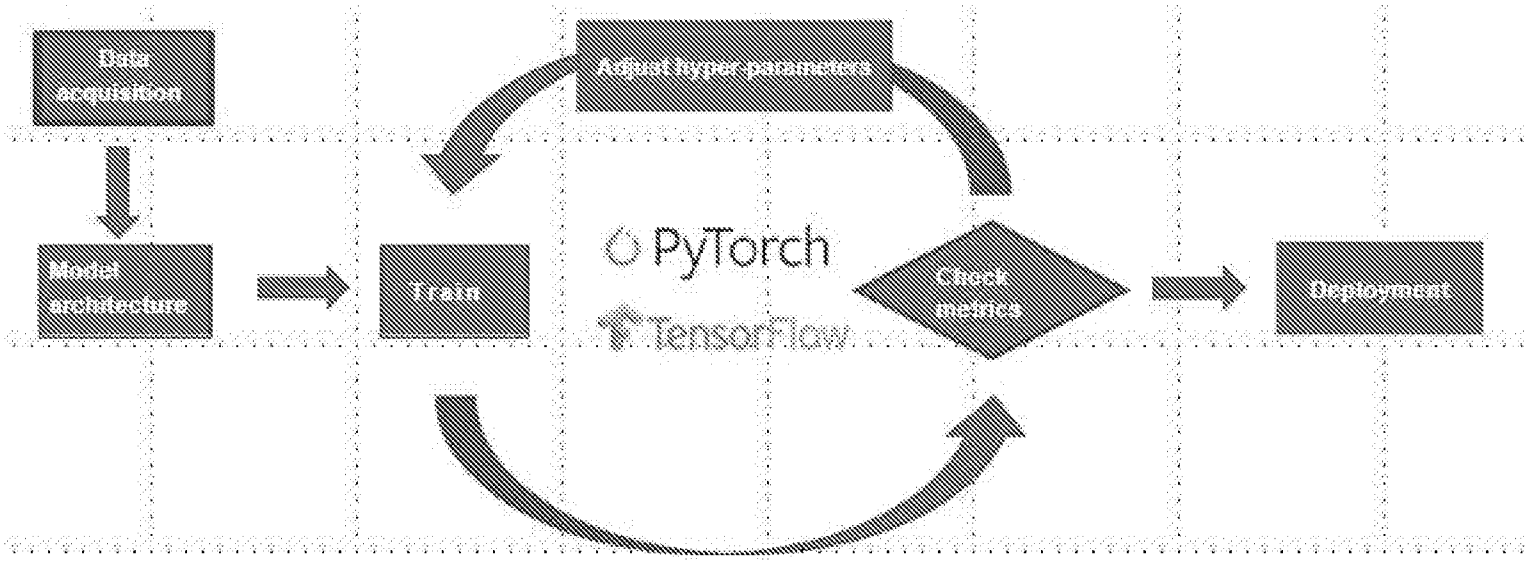 Data
acquisition
Adjust hyper-parameters
Model
architecture
Train
PyTorch
TensorFlow
Check
metrics
Deployment